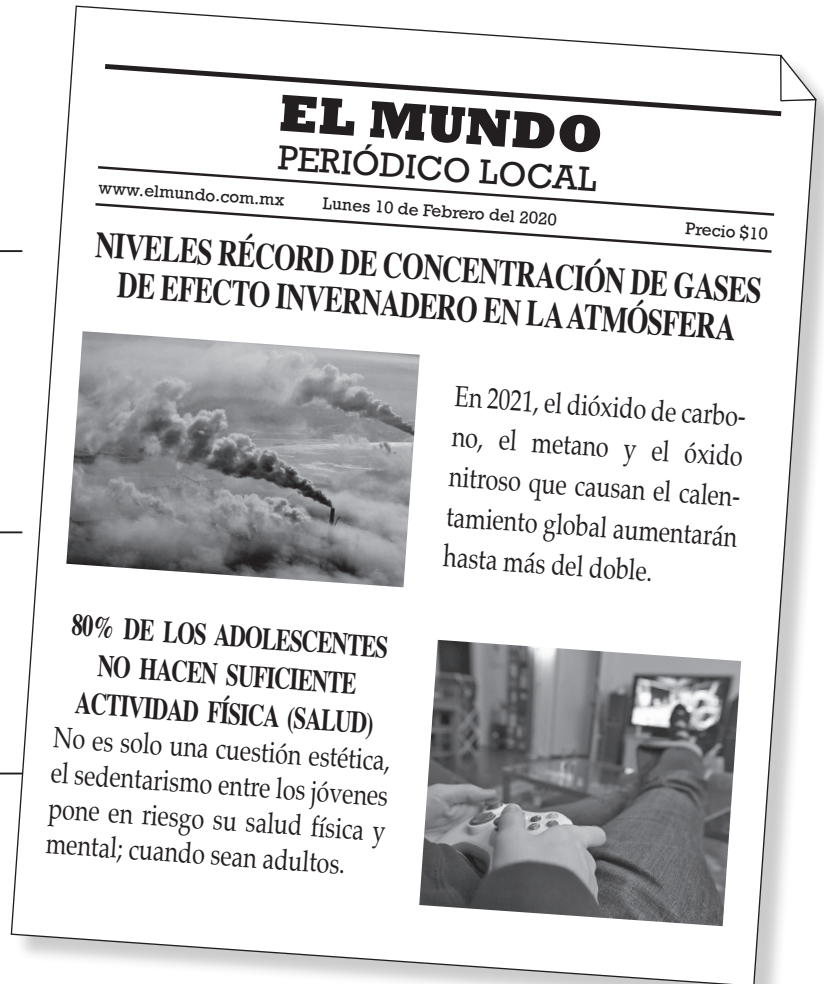 EL MUNDO
PERIÓDICO LOCAL
www.elmundo.com.mx Lunes 10 de Febrero del 2020 Precio $10
NIVELES RÉCORD DE CONCENTRACIÓN DE GASES
DE EFECTO INVERNADERO EN LA ATMÓSFERA
En 2021, el dióxido de carbo-
no, el metano y el óxido
nitroso que causan el calen-
tamiento global aumentarán
hasta más del doble.
80% DE LOS ADOLESCENTES
NO HACEN SUFICIENTE
ACTIVIDAD FÍSICA (SALUD)
No es solo una cuestión estética,
el sedentarismo entre los jóvenes
pone en riesgo su salud física y
mental; cuando sean adultos.